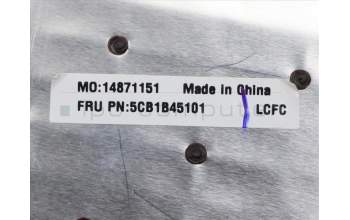 MO:14871151 Made in China
FRU PN:5CB1B45101 LCFC